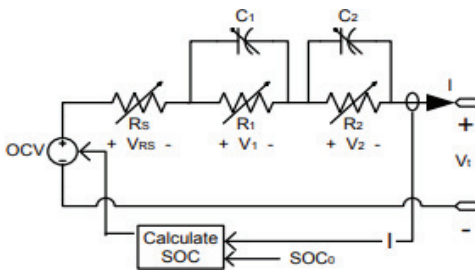 C1 C2
I
RS R1 R2
+ VRS - + V1 - + V2 - +
OCV + - Vt
-
Calculate
SOC
I
SOC0